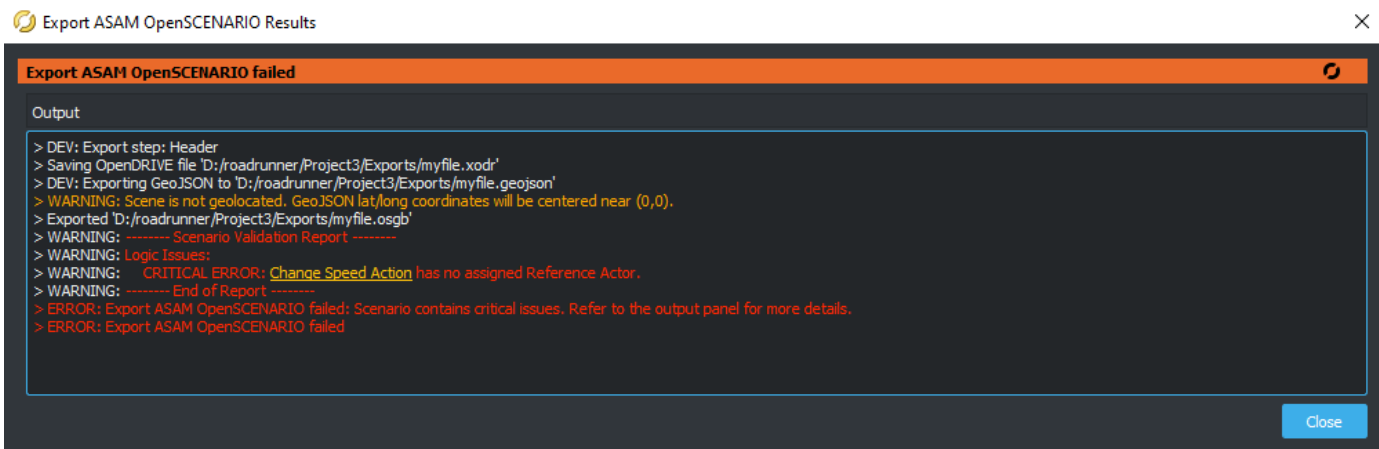 Export ASAM OpenSCENARIO Results
Export ASAM OpenSCENARIO failed
Output
> DEV: Export step: Header
> Saving OpenDRIVE file 'D:/roadrunner/Project3/Exports/myfile.xodr'
> DEV: Exporting GeoJSON to 'D:/roadrunner/Project3/Exports/myfile.geojson'
> WARNING: Scene is not geolocated. GeoJSON lat/long coordinates will be centered near (0,0).
> Exported 'D:/roadrunner/Project3/Exports/myfile.osgb'
> WARNING: -------- Scenario Validation Report --------
> WARNING: Logic Issues:
> WARNING:     CRITICAL ERROR: Change Speed Action has no assigned Reference Actor.
> WARNING: -------- End of Report --------
> ERROR: Export ASAM OpenSCENARIO failed: Scenario contains critical issues. Refer to the output panel for more details.
> ERROR: Export ASAM OpenSCENARIO failed
Close